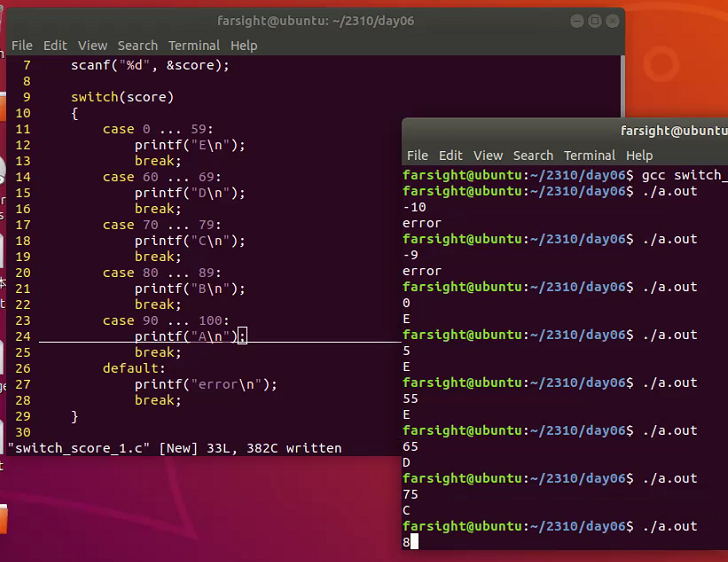 farsight@ubuntu: ~/2310/day06
File Edit View Search Terminal Help
7 scanf("%d", &score);
8
9 switch(score)
10 {
11 case 0 ... 59:
12 printf("E\n");
13 break;
14 case 60 ... 69:
15 printf("D\n");
16 break;
17 case 70 ... 79:
18 printf("C\n");
19 break;
20 case 80 ... 89:
21 printf("B\n");
22 break;
23 case 90 ... 100:
24 printf("A\n");
25 break;
26 default:
27 printf("error\n");
28 break;
29 }
30
"switch_score_1.c" [New] 33L, 382C written
farsight@ubuntu
File Edit View Search Terminal Help
farsight@ubuntu:~/2310/day06$ gcc switch_
farsight@ubuntu:~/2310/day06$ ./a.out
-10
error
farsight@ubuntu:~/2310/day06$ ./a.out
-9
error
farsight@ubuntu:~/2310/day06$ ./a.out
0
E
farsight@ubuntu:~/2310/day06$ ./a.out
5
E
farsight@ubuntu:~/2310/day06$ ./a.out
55
E
farsight@ubuntu:~/2310/day06$ ./a.out
65
D
farsight@ubuntu:~/2310/day06$ ./a.out
75
C
farsight@ubuntu:~/2310/day06$ ./a.out
8